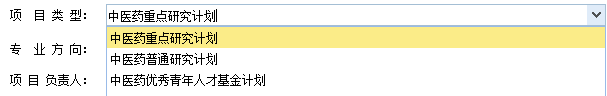 项 目 类 型: 中医药重点研究计划
中医药重点研究计划
专 业 方 向: 中医药普通研究计划
项 目 负责人: 中医药优秀青年人才基金计划